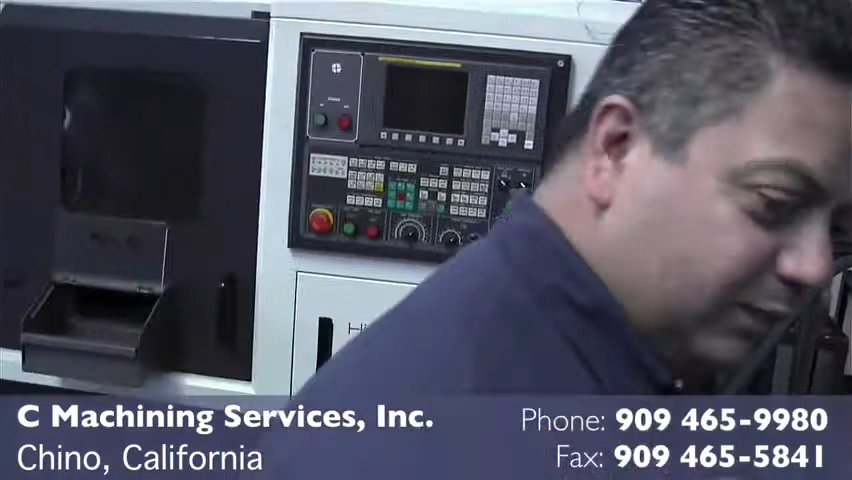 C Machining Services, Inc.
Chino, California
Phone: 909 465-9980
Fax: 909 465-5841